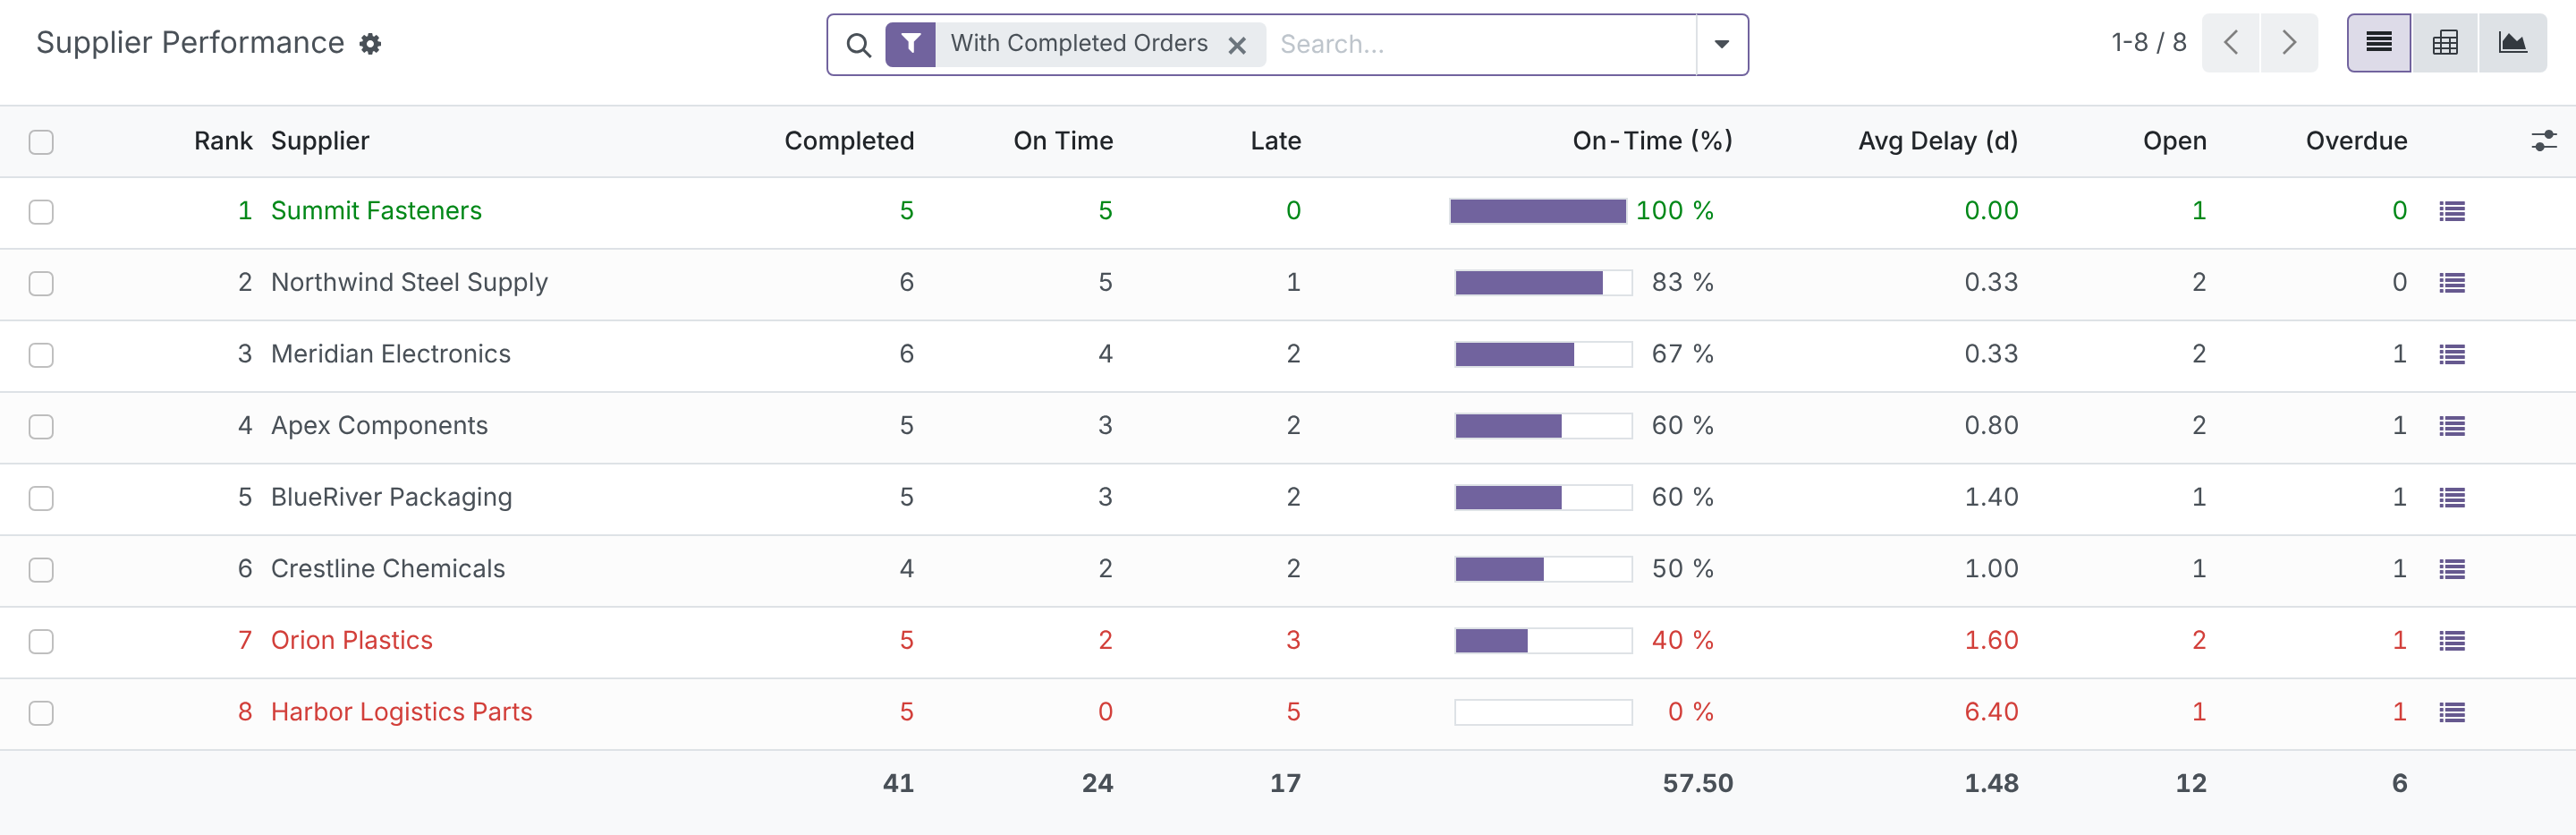 Supplier Performance With Completed Orders Search... 1-8 / 8
Rank Supplier Completed On Time Late On-Time (%) Avg Delay (d) Open Overdue
1 Summit Fasteners 5 5 0 100 % 0.00 1 0
2 Northwind Steel Supply 6 5 1 83 % 0.33 2 0
3 Meridian Electronics 6 4 2 67 % 0.33 2 1
4 Apex Components 5 3 2 60 % 0.80 2 1
5 BlueRiver Packaging 5 3 2 60 % 1.40 1 1
6 Crestline Chemicals 4 2 2 50 % 1.00 1 1
7 Orion Plastics 5 2 3 40 % 1.60 2 1
8 Harbor Logistics Parts 5 0 5 0 % 6.40 1 1
41 24 17 57.50 1.48 12 6